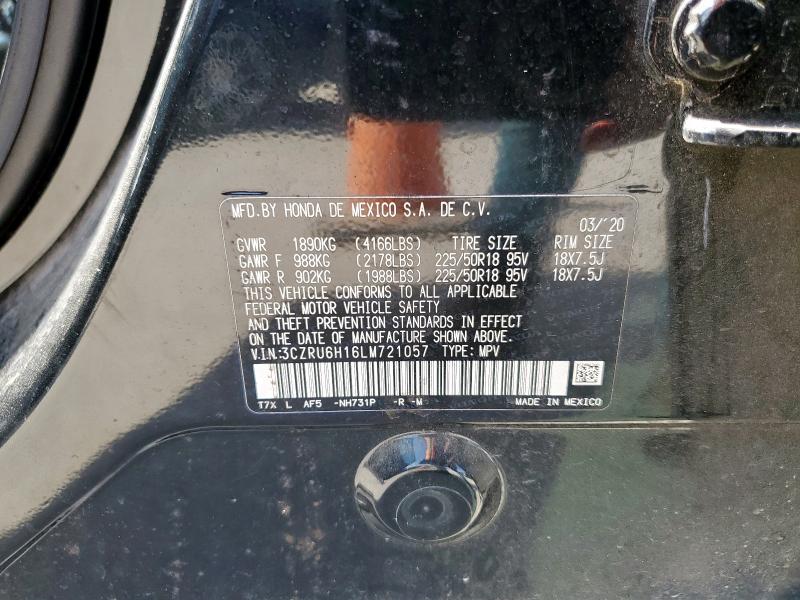 MFD.BY HONDA DE MEXICO S.A. DE C.V.
03/'20
GVWR 1890KG (4166LBS) TIRE SIZE RIM SIZE
GAWR F 988KG (2178LBS) 225/50R18 95V 18X7.5J
GAWR R 902KG (1988LBS) 225/50R18 95V 18X7.5J
THIS VEHICLE CONFORMS TO ALL APPLICABLE
FEDERAL MOTOR VEHICLE SAFETY
AND THEFT PREVENTION STANDARDS IN EFFECT
ON THE DATE OF MANUFACTURE SHOWN ABOVE.
V.I.N:3CZRU6H16LM721057 TYPE: MPV
T7X L AF5 -NH731P -R -M MADE IN MEXICO